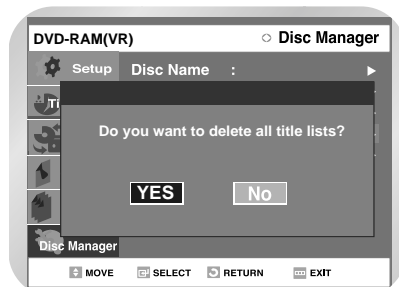 DVD-RAM(VR) Disc Manager
Setup Disc Name : 
Ti
Do you want to delete all title lists?
YES No
Disc Manager
MOVE SELECT RETURN EXIT